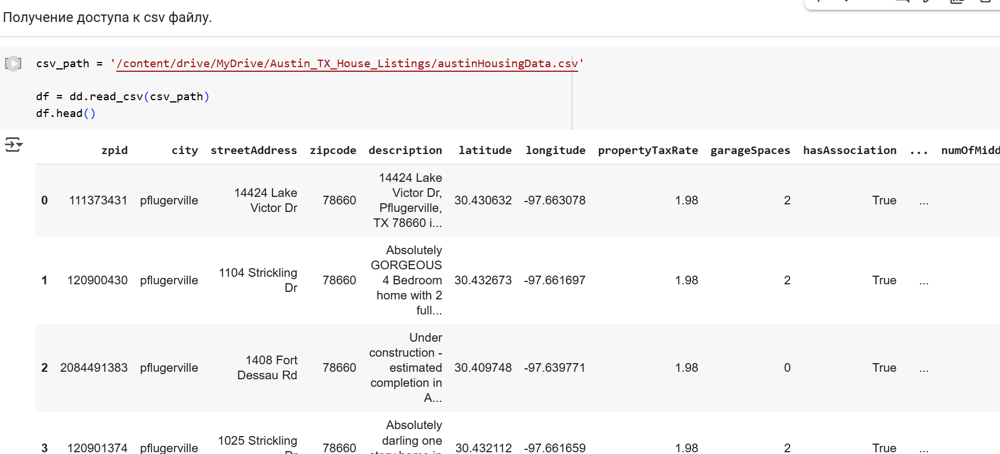 Получение доступа к csv файлу.
csv_path = '/content/drive/MyDrive/Austin_TX_House_Listings/austinHousingData.csv'
df = dd.read_csv(csv_path)
df.head()
zpid city streetAddress zipcode description latitude longitude propertyTaxRate garageSpaces hasAssociation ... numOfMidd
14424 Lake
14424 Lake Victor Dr,
0 111373431 pflugerville Victor Dr 78660 Pflugerville, 30.430632 -97.663078 1.98 2 True ...
TX 78660 i...
Absolutely
1104 Strickling GORGEOUS
1 120900430 pflugerville Dr 78660 4 Bedroom 30.432673 -97.661697 1.98 2 True ...
home with 2
full...
Under
1408 Fort construction -
2 2084491383 pflugerville Dessau Rd 78660 estimated 30.409748 -97.639771 1.98 0 True ...
completion in
A...
Absolutely
1025 Strickling darling one
3 120901374 pflugerville Dr 78660 story home in 30.432112 -97.661659 1.98 2 True ...